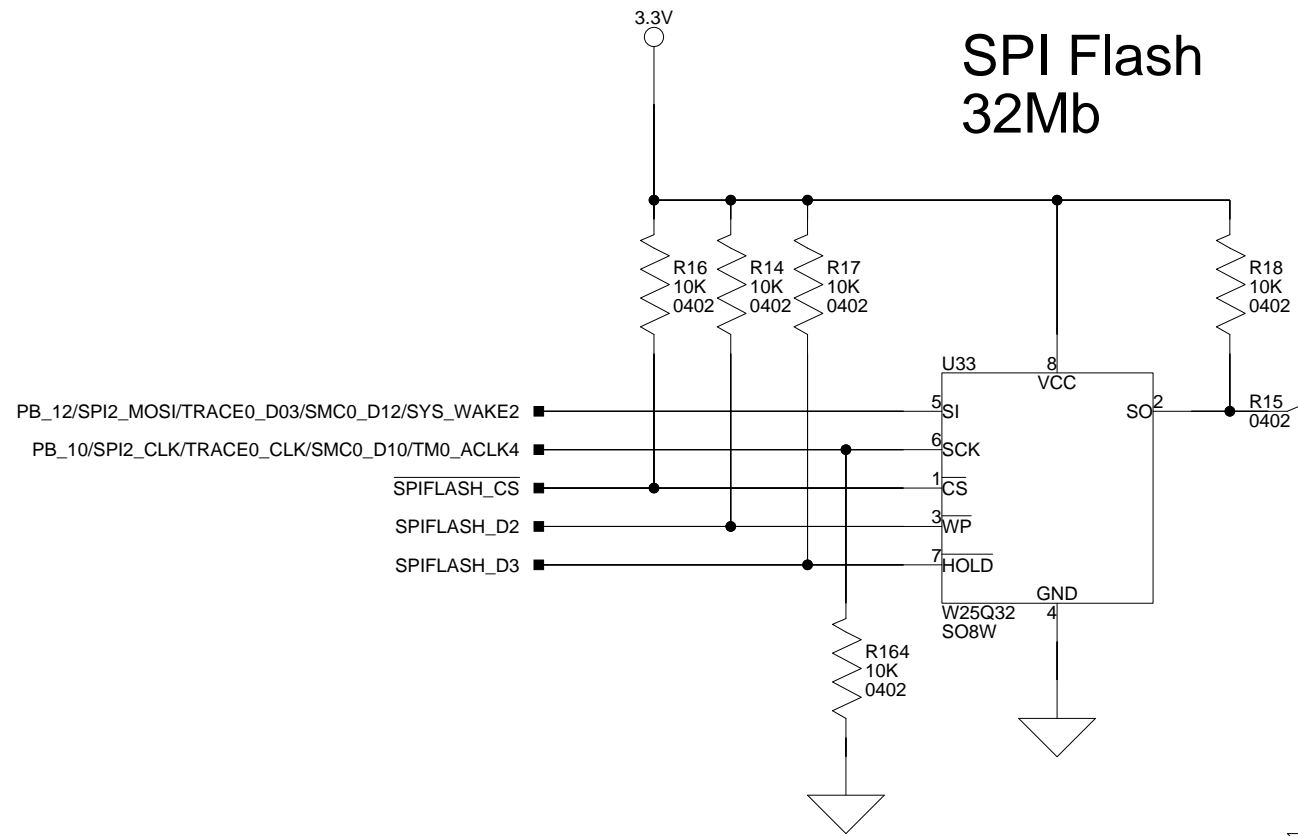 3.3V
SPI Flash
32Mb
R16
10K
0402
R14
10K
0402
R17
10K
0402
R18
10K
0402
U33
8
VCC
PB_12/SPI2_MOSI/TRACE0_D03/SMC0_D12/SYS_WAKE2
5
SI
SO
2
R15
0402
PB_10/SPI2_CLK/TRACE0_CLK/SMC0_D10/TM0_ACLK4
6
SCK
SPIFLASH_CS
1
CS
SPIFLASH_D2
3
WP
SPIFLASH_D3
7
HOLD
GND
4
W25Q32
SO8W
R164
10K
0402